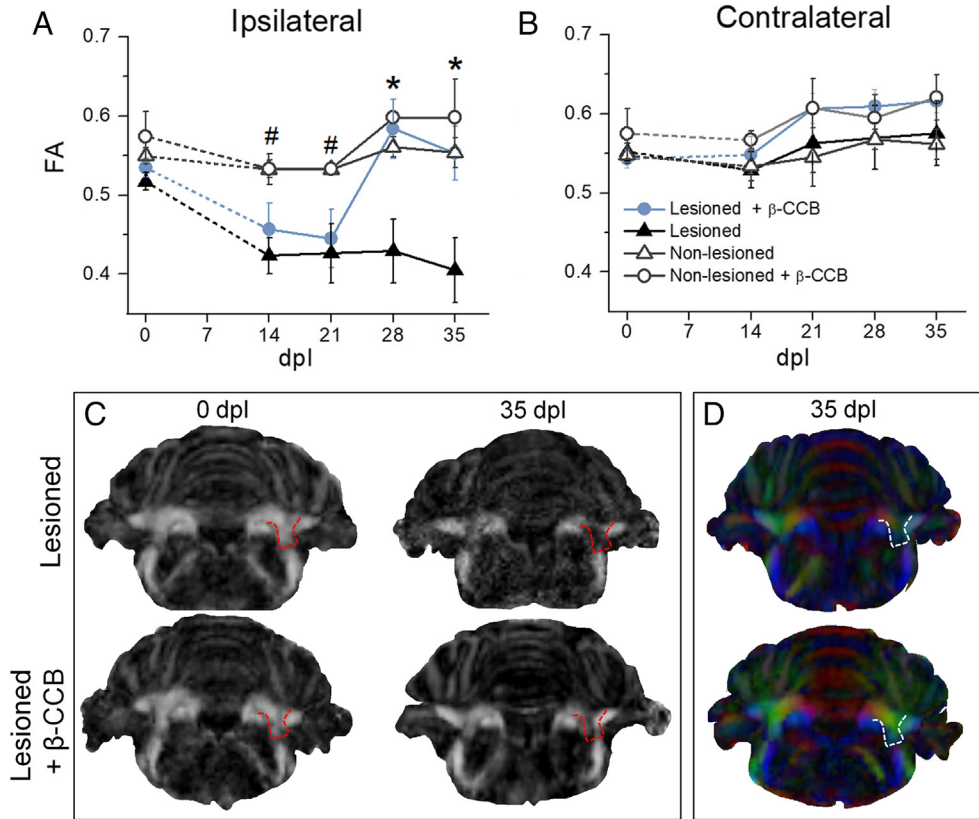 A Ipsilateral
B Contralateral
0.7
0.6
0.5
0.4
FA
# # * *
0 7 14 21 28 35
dpl
0.7
0.6
0.5
0.4
Lesioned + β-CCB
Lesioned
Non-lesioned
Non-lesioned + β-CCB
0 7 14 21 28 35
dpl
C 0 dpl 35 dpl
D 35 dpl
Lesioned
Lesioned
+ β-CCB